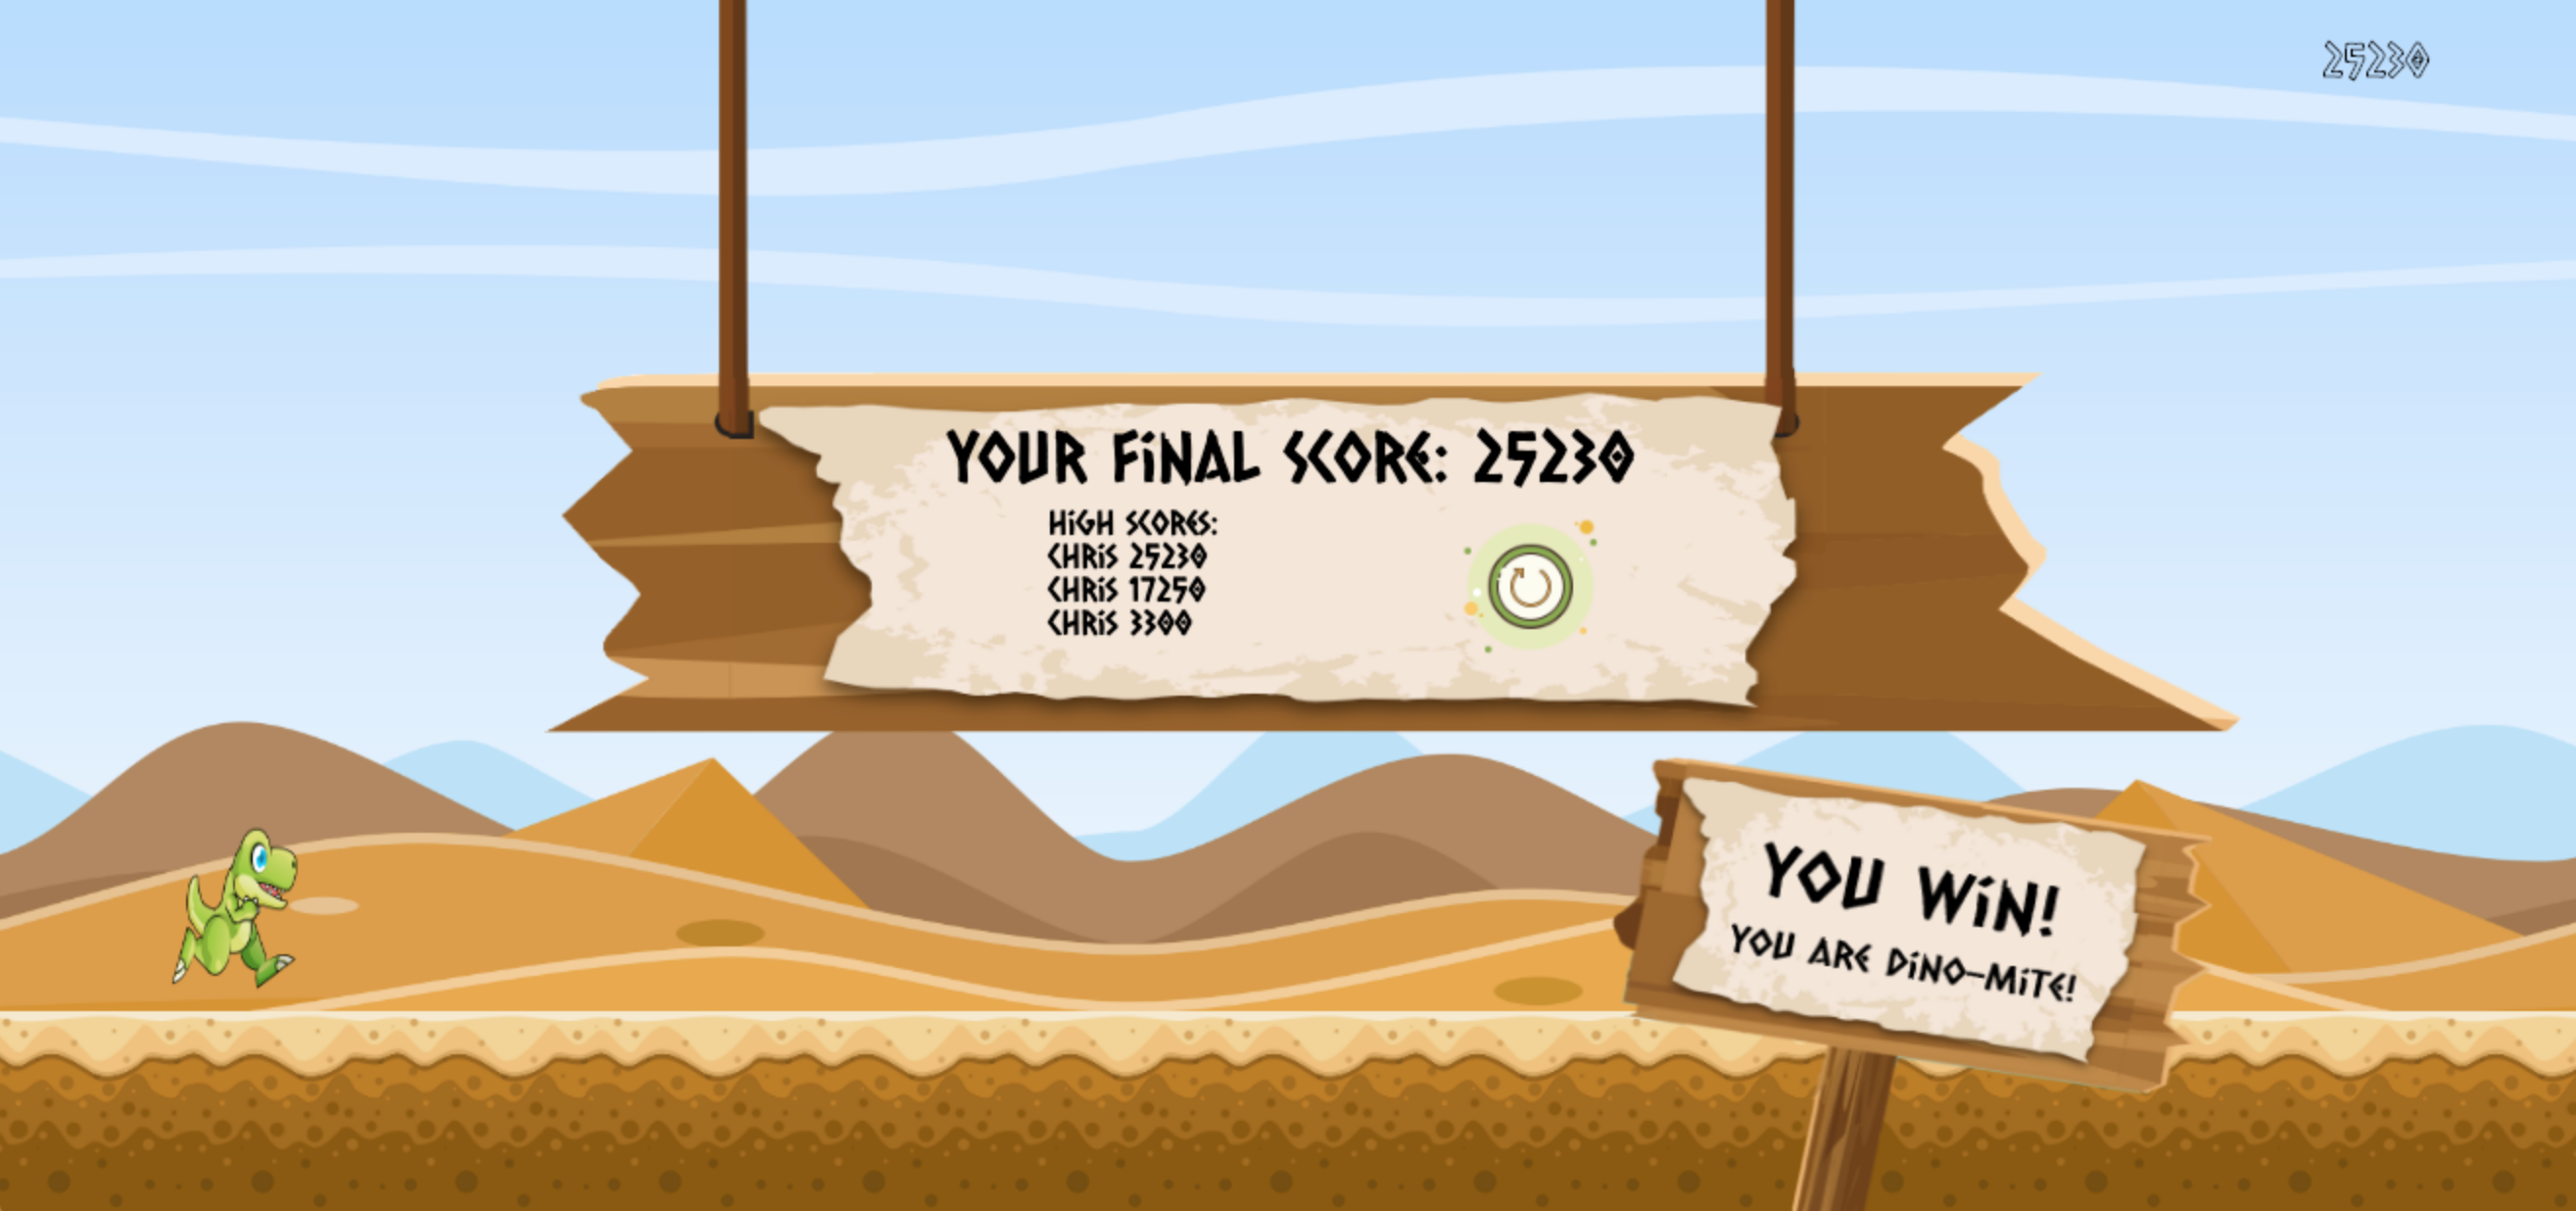 25230
YOUR FiNAL SCORE: 25230
HiGH SCORES:
CHRiS 25230
CHRiS 17250
CHRiS 3300
YOU WiN!
YOU ARE DiNO-MiTE!